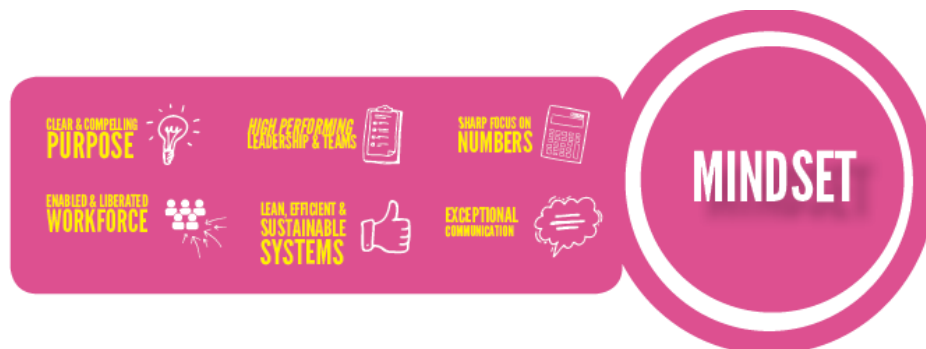 CLEAR & COMPELLING
PURPOSE
HIGH PERFORMING
LEADERSHIP & TEAMS
SHARP FOCUS ON
NUMBERS
ENABLED & LIBERATED
WORKFORCE
LEAN, EFFICIENT &
SUSTAINABLE
SYSTEMS
EXCEPTIONAL
COMMUNICATION
MINDSET